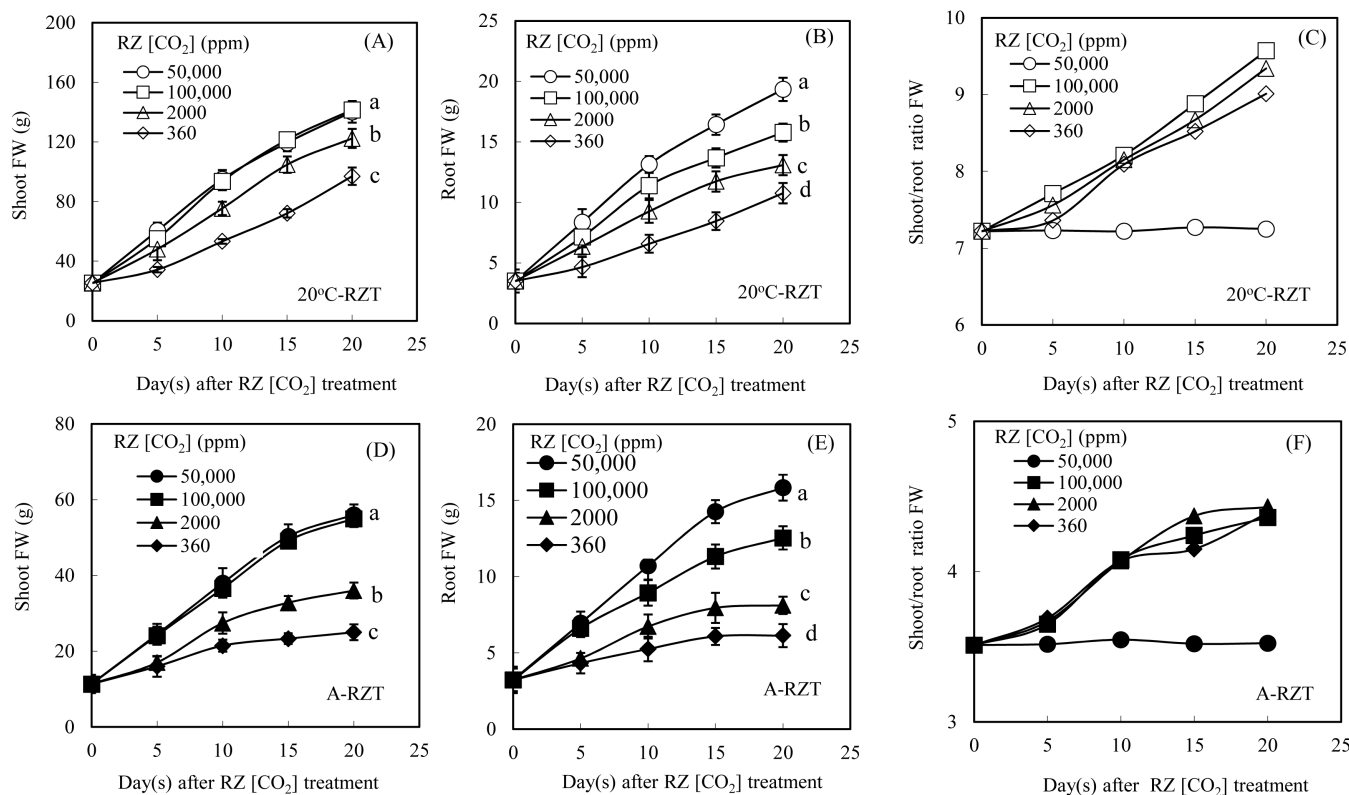 (A)
RZ [CO₂] (ppm)
50,000
100,000
2000
360
a
b
c
20°C-RZT
Shoot FW (g)
200
160
120
80
40
0
0 5 10 15 20 25
Day(s) after RZ [CO₂] treatment
(B)
RZ [CO₂] (ppm)
50,000
100,000
2000
360
a
b
c
d
20°C-RZT
Root FW (g)
25
20
15
10
5
0
0 5 10 15 20 25
Day(s) after RZ [CO₂] treatment
(C)
RZ [CO₂] (ppm)
50,000
100,000
2000
360
20°C-RZT
Shoot/root ratio FW
10
9
8
7
6
0 5 10 15 20 25
Day(s) after RZ [CO₂] treatment
(D)
RZ [CO₂] (ppm)
50,000
100,000
2000
360
a
b
c
A-RZT
Shoot FW (g)
80
60
40
20
0
0 5 10 15 20 25
Day(s) after RZ [CO₂] treatment
(E)
RZ [CO₂] (ppm)
50,000
100,000
2000
360
a
b
c
d
A-RZT
Root FW (g)
20
15
10
5
0
0 5 10 15 20 25
Day(s) after RZ [CO₂] treatment
(F)
RZ [CO₂] (ppm)
50,000
100,000
2000
360
A-RZT
Shoot/root ratio FW
5
4
3
0 5 10 15 20 25
Day(s) after RZ [CO₂] treatment